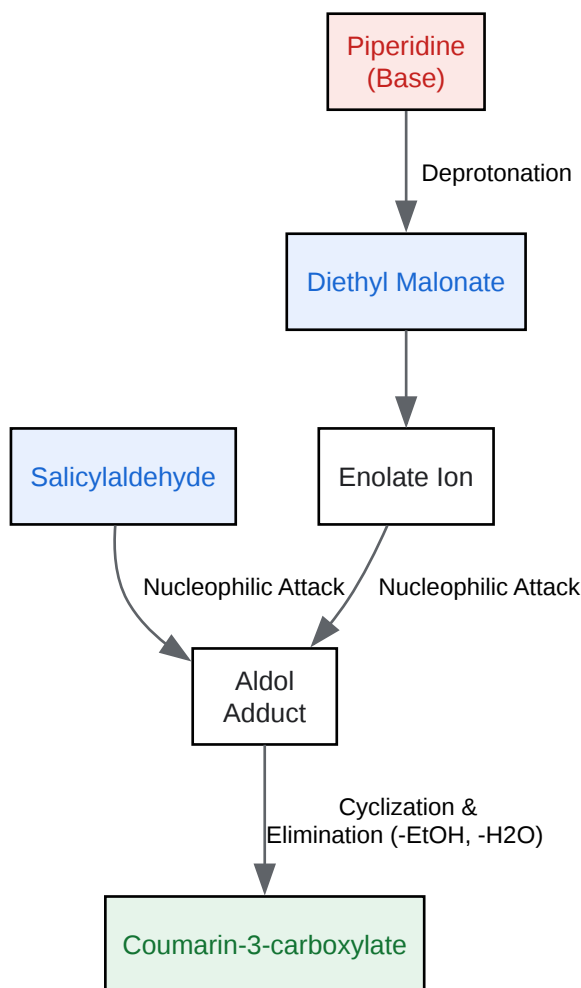 Piperidine
(Base)
Deprotonation
Diethyl Malonate
Salicylaldehyde
Enolate Ion
Nucleophilic Attack
Nucleophilic Attack
Aldol
Adduct
Cyclization &
Elimination (-EtOH, -H2O)
Coumarin-3-carboxylate